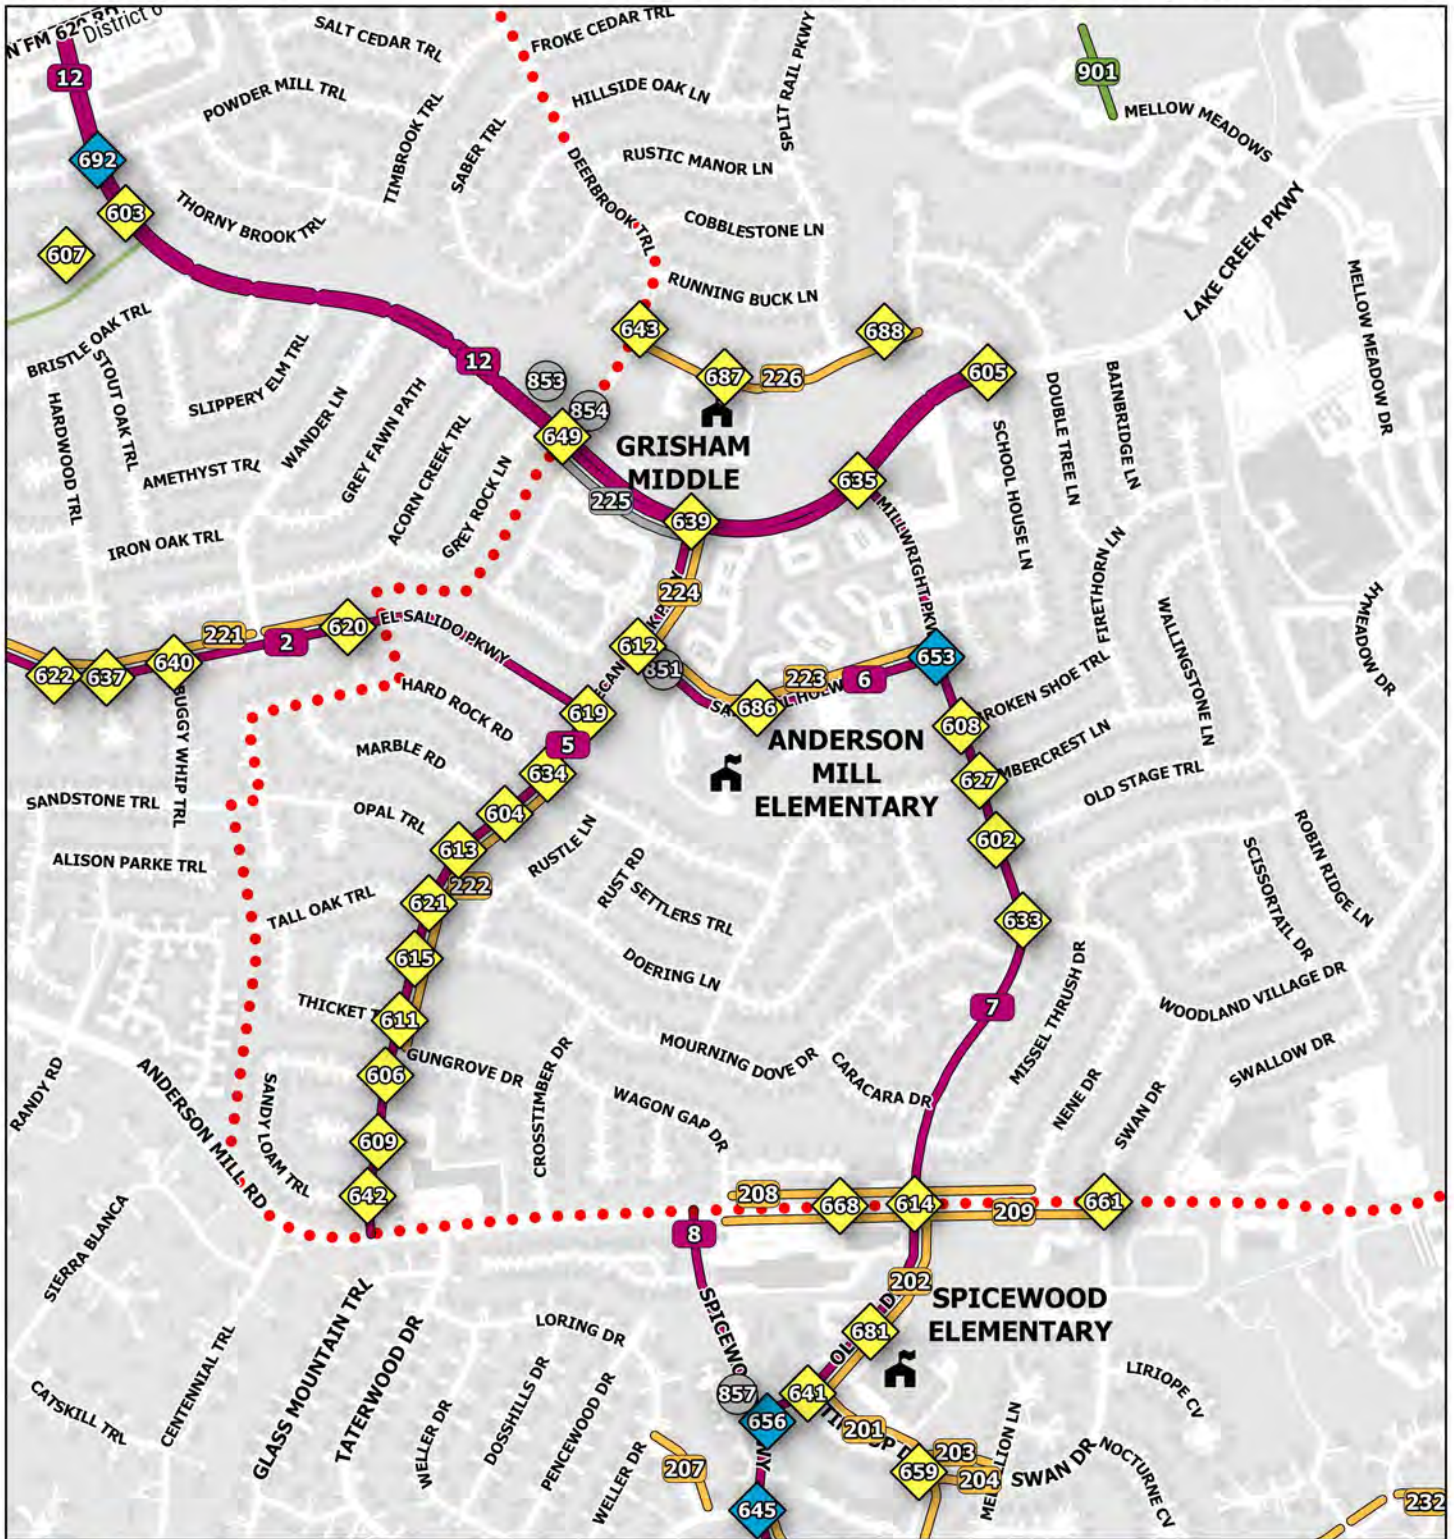 N FM 620 RD
District 6
SALT CEDAR TRL
FROKE CEDAR TRL
SPLIT RAIL PKWY
12
901
POWDER MILL TRL
TIMBROOK TRL
SABER TRL
HILLSIDE OAK LN
MELLOW MEADOWS
692
DEERBROOK TRL
RUSTIC MANOR LN
603
THORNY BROOK TRL
COBBLESTONE LN
LAKE CREEK PKWY
607
RUNNING BUCK LN
MELLOW MEADOW DR
BRISTLE OAK TRL
643
688
STOUT OAK TRL
SLIPPERY ELM TRL
12
853
687
226
605
HARDWOOD TRL
WANDER LN
GREY FAWN PATH
854
DOUBLE TREE LN
BAINBRIDGE LN
649
GRISHAM
MIDDLE
AMETHYST TRL
ACORN CREEK TRL
GREY ROCK LN
225
635
SCHOOL HOUSE LN
639
MILLWRIGHT PKW
IRON OAK TRL
224
FIRETHORN LN
WALLINGSTONE LN
HYMEADOW DR
221
2
620
EL SALIDO PKWY
612
622
637
640
851
223
6
653
BUGGY WHIP TRL
HARD ROCK RD
619
686
608
ROKEN SHOE TRL
5
ANDERSON
MILL
ELEMENTARY
MARBLE RD
634
627
MBERCREST LN
SANDSTONE TRL
OPAL TRL
604
OLD STAGE TRL
613
RUSTLE LN
602
ROBIN RIDGE LN
ALISON PARKE TRL
222
RUST RD
SETTLERS TRL
SCISSORTAIL DR
TALL OAK TRL
621
633
615
DOERING LN
THICKET T
611
7
MISSEL THRUSH DR
WOODLAND VILLAGE DR
RANDY RD
ANDERSON MILL RD
606
GUNGROVE DR
CROSSTIMBER DR
MOURNING DOVE DR
CARACARA DR
SWALLOW DR
SANDY LOAM TRL
WAGON GAP DR
NENE DR
SWAN DR
609
642
208
668
614
209
661
SIERRA BLANCA
8
202
SPICEWOOD
ELEMENTARY
SPICEWO
GLASS MOUNTAIN TRL
TATERWOOD DR
LORING DR
681
OL
D
CENTENNIAL TRL
DOSSHILLS DR
PENCEWOOD DR
857
641
LIRIOPE CV
CATSKILL TRL
WELLER DR
656
201
203
204
659
SWAN DR
NOCTURNE CV
WELLER DR
207
645
232